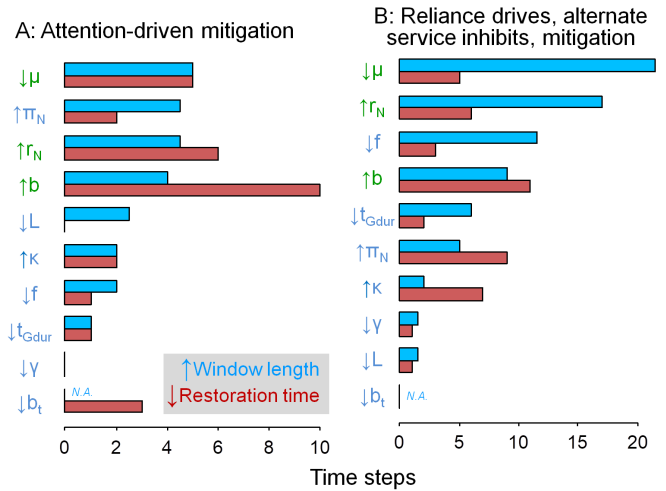 A: Attention-driven mitigation
↓μ
↑πN
↑rN
↑b
↓L
↑κ
↓f
↓tGdur
↓γ
↓bt
N.A.
↑Window length
↓Restoration time
0 2 4 6 8 10
B: Reliance drives, alternate
service inhibits, mitigation
↓μ
↑rN
↓f
↑b
↓tGdur
↑πN
↑κ
↓γ
↓L
↓bt
N.A.
0 5 10 15 20
Time steps